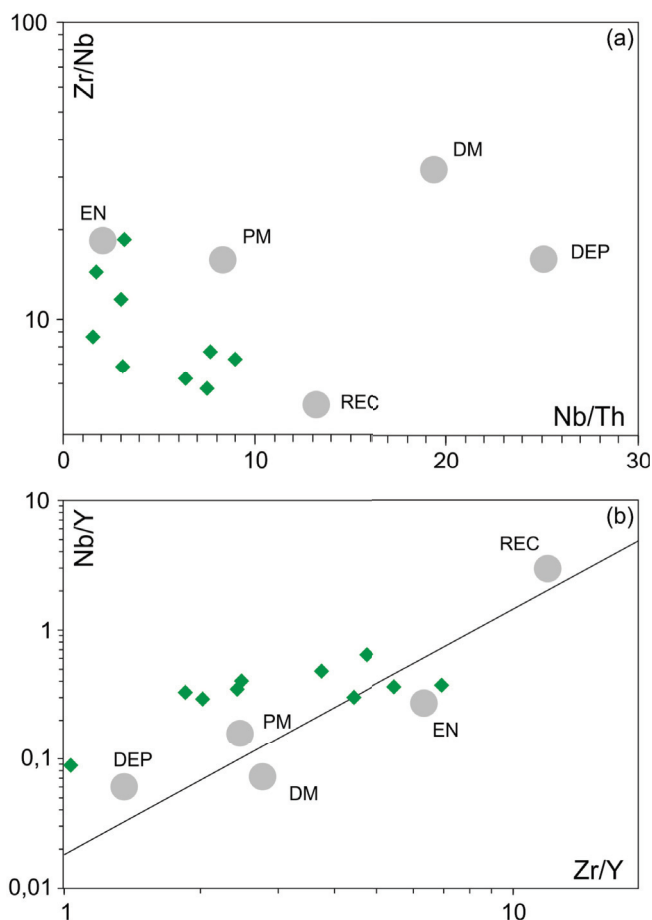 100
Zr/Nb
(a)
DM
EN
PM
DEP
10
REC
Nb/Th
0
10
20
30
10
Nb/Y
(b)
REC
1
PM
EN
0,1
DEP
DM
Zr/Y
0,01
1
10